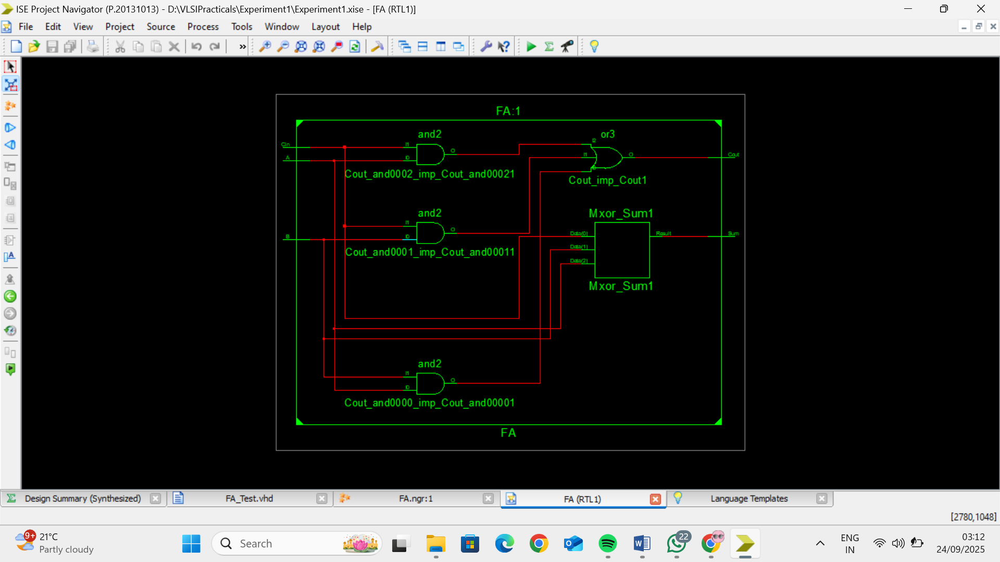 ISE Project Navigator (P.20131013) - D:\VLSIPracticals\Experiment1\Experiment1.xise - [FA (RTL1)]
File Edit View Project Source Process Tools Window Layout Help
»
FA:1
and2
or3
Cin
I1
O
I2
I1
O
Cout
A
I0
Cout_and0002_imp_Cout_and00021
Cout_imp_Cout1
and2
Mxor_Sum1
I1
O
B
I0
Data(0)
Result
Sum
Data(1)
Cout_and0001_imp_Cout_and00011
Data(2)
Mxor_Sum1
and2
I1
O
I0
Cout_and0000_imp_Cout_and00001
FA
Design Summary (Synthesized) FA_Test.vhd FA.ngr:1 FA (RTL1) Language Templates
[2780,1048]
9+
21°C
Partly cloudy
Search
22
ENG
IN
03:12
24/09/2025